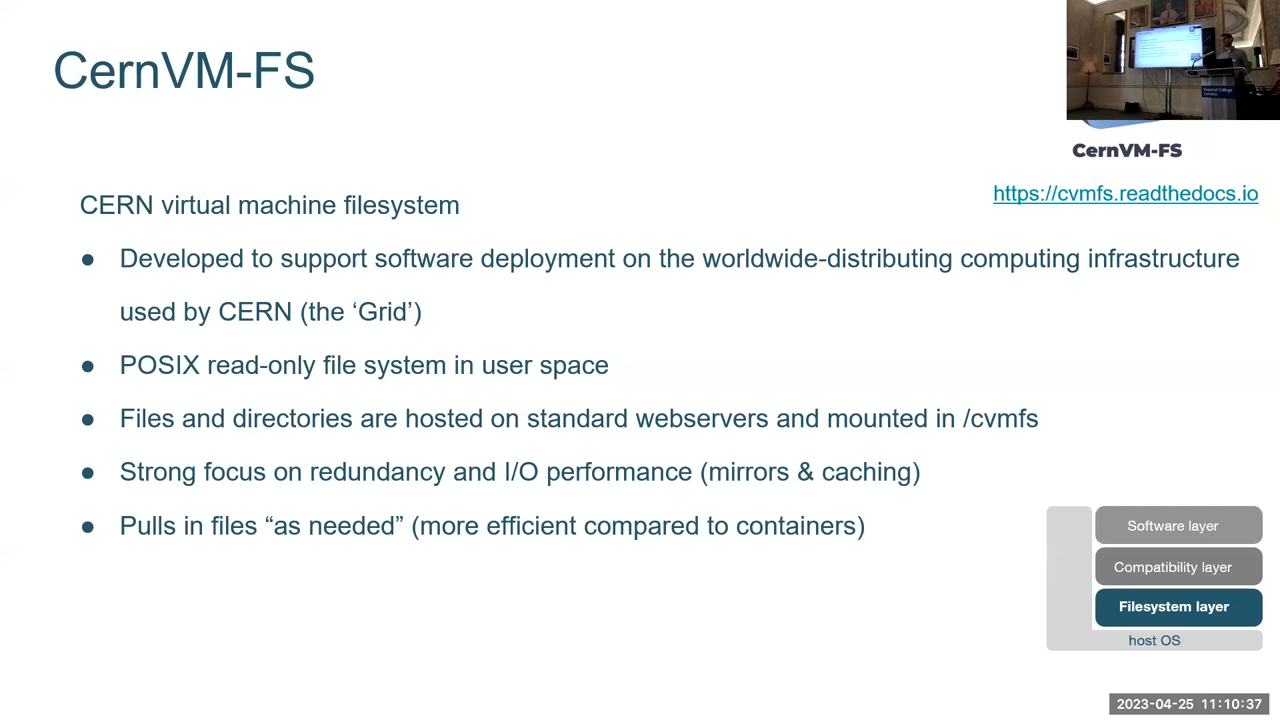 CernVM-FS
Imperial College
London
CernVM-FS
https://cvmfs.readthedocs.io
CERN virtual machine filesystem
● Developed to support software deployment on the worldwide-distributing computing infrastructure
used by CERN (the ‘Grid’)
● POSIX read-only file system in user space
● Files and directories are hosted on standard webservers and mounted in /cvmfs
● Strong focus on redundancy and I/O performance (mirrors & caching)
● Pulls in files “as needed” (more efficient compared to containers)
Software layer
Compatibility layer
Filesystem layer
host OS
2023-04-25 11:10:37